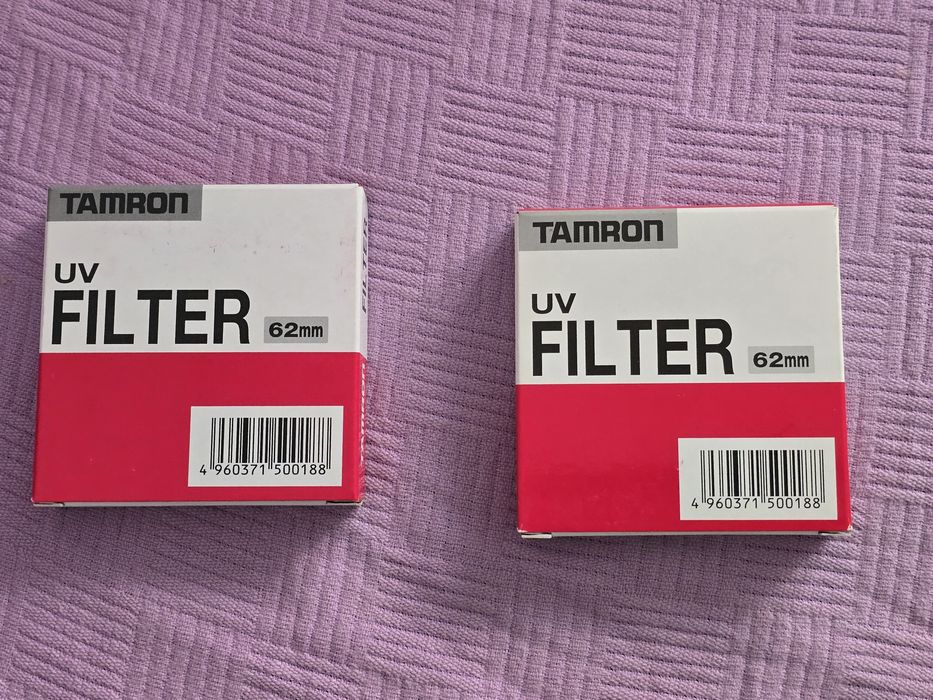 TAMRON
UV
FILTER 62mm
4 960371 500188
TAMRON
UV
FILTER 62mm
4 960371 500188